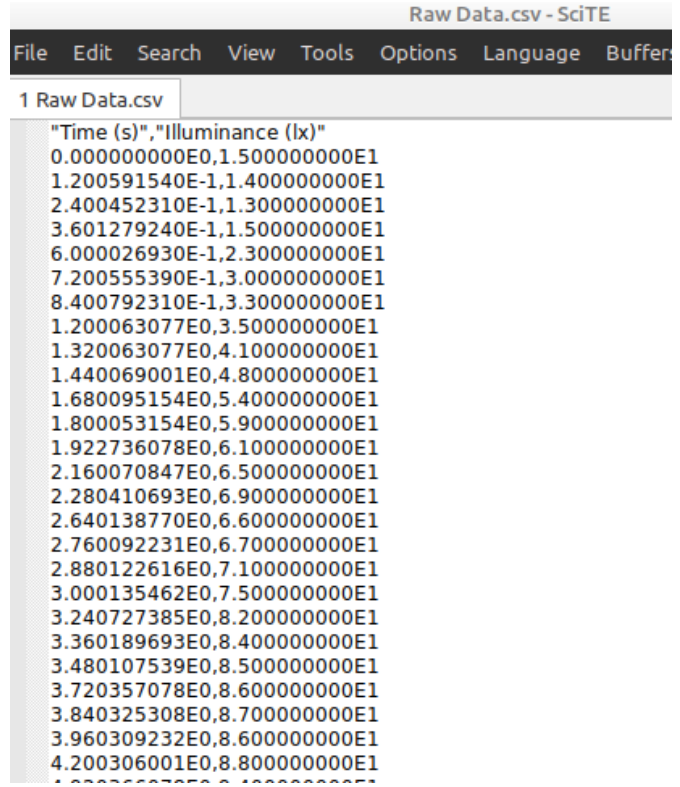 Raw Data.csv - SciTE
File Edit Search View Tools Options Language Buffers
1 Raw Data.csv
"Time (s)","Illuminance (lx)"
0.000000000E0,1.500000000E1
1.200591540E-1,1.400000000E1
2.400452310E-1,1.300000000E1
3.601279240E-1,1.500000000E1
6.000026930E-1,2.300000000E1
7.200555390E-1,3.000000000E1
8.400792310E-1,3.300000000E1
1.200063077E0,3.500000000E1
1.320063077E0,4.100000000E1
1.440069001E0,4.800000000E1
1.680095154E0,5.400000000E1
1.800053154E0,5.900000000E1
1.922736078E0,6.100000000E1
2.160070847E0,6.500000000E1
2.280410693E0,6.900000000E1
2.640138770E0,6.600000000E1
2.760092231E0,6.700000000E1
2.880122616E0,7.100000000E1
3.000135462E0,7.500000000E1
3.240727385E0,8.200000000E1
3.360189693E0,8.400000000E1
3.480107539E0,8.500000000E1
3.720357078E0,8.600000000E1
3.840325308E0,8.700000000E1
3.960309232E0,8.600000000E1
4.200306001E0,8.800000000E1